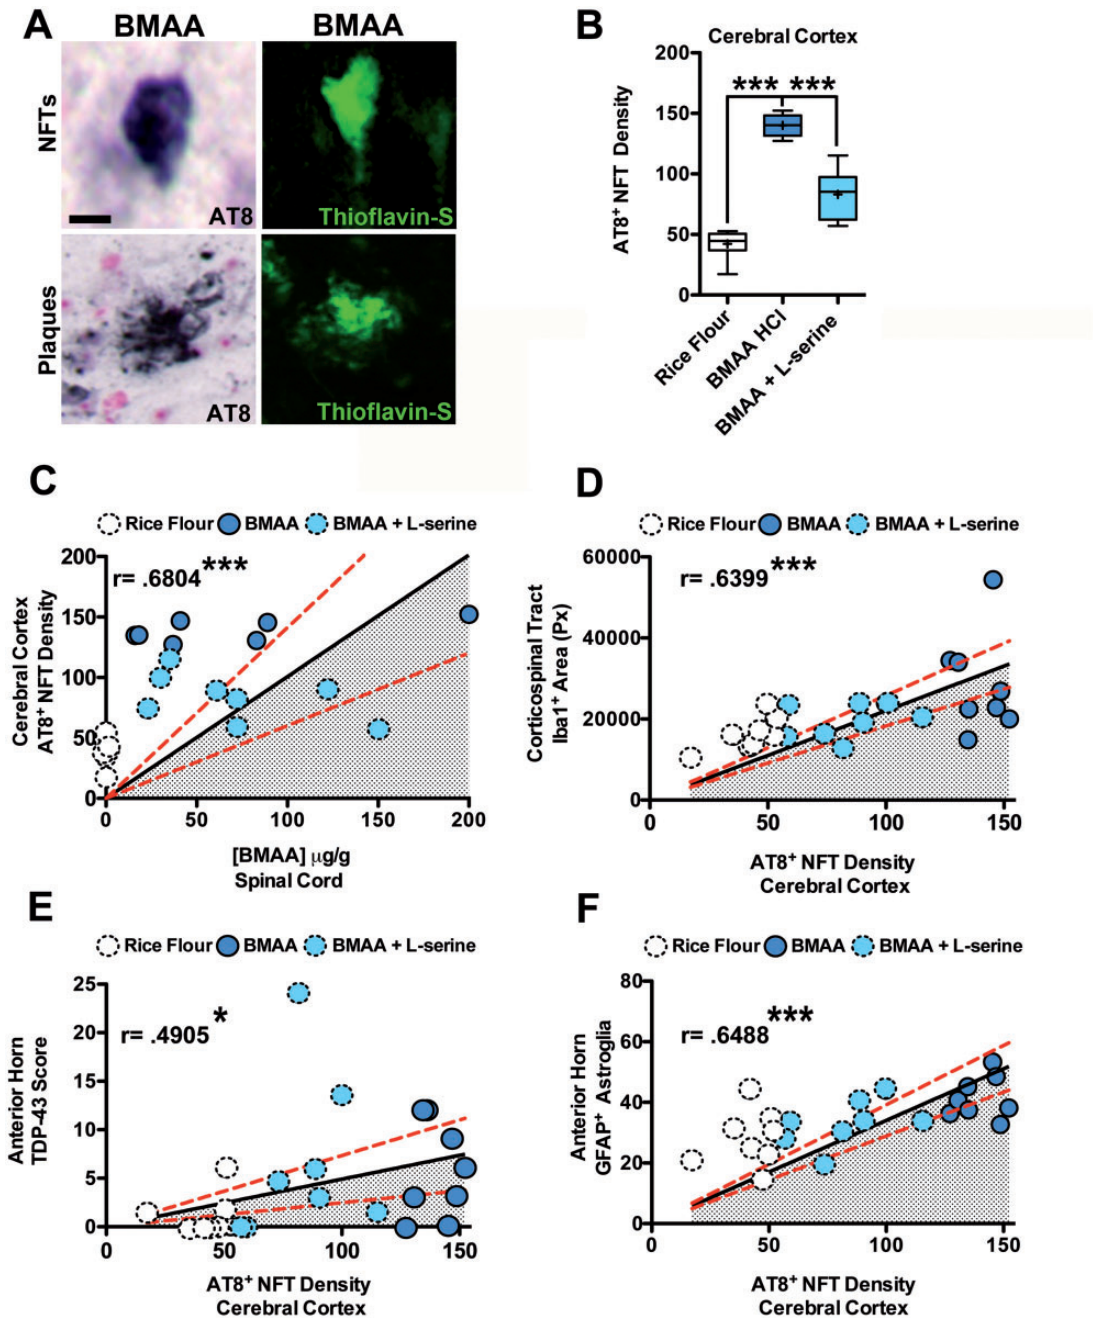 A
BMAA
BMAA
NFTs
AT8
Thioflavin-S
Plaques
AT8
Thioflavin-S
B
Cerebral Cortex
AT8⁺ NFT Density
*** ***
200
150
100
50
0
Rice Flour
BMAA HCl
BMAA + L-serine
C
Rice Flour BMAA BMAA + L-serine
r= .6804 ***
Cerebral Cortex
AT8⁺ NFT Density
200
150
100
50
0
0 50 100 150 200
[BMAA] µg/g
Spinal Cord
D
Rice Flour BMAA BMAA + L-serine
r= .6399 ***
Corticospinal Tract
Iba1⁺ Area (Px)
60000
40000
20000
0
0 50 100 150
AT8⁺ NFT Density
Cerebral Cortex
E
Rice Flour BMAA BMAA + L-serine
r= .4905 *
Anterior Horn
TDP-43 Score
25
20
15
10
5
0
0 50 100 150
AT8⁺ NFT Density
Cerebral Cortex
F
Rice Flour BMAA BMAA + L-serine
r= .6488 ***
Anterior Horn
GFAP⁺ Astroglia
80
60
40
20
0
0 50 100 150
AT8⁺ NFT Density
Cerebral Cortex